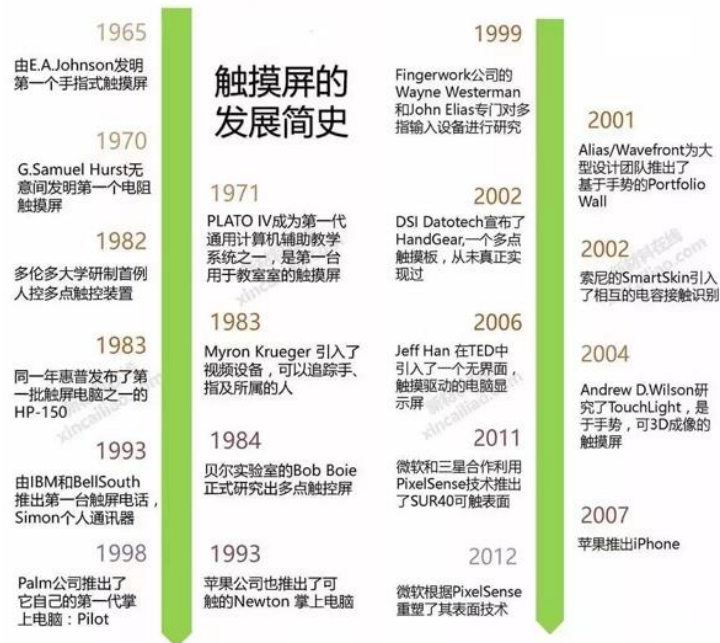 触摸屏的
发展简史
1965
由E.A.Johnson发明
第一个手指式触摸屏
1970
G.Samuel Hurst无
意间发明第一个电阻
触摸屏
1971
PLATO IV成为第一代
通用计算机辅助教学
系统之一，是第一台
用于教室室的触摸屏
1982
多伦多大学研制首例
人控多点触控装置
1983
同一年惠普发布了第
一批触屏电脑之一的
HP-150
1983
Myron Krueger 引入了
视频设备，可以追踪手、
指及所属的人
1984
贝尔实验室的Bob Boie
正式研究出多点触控屏
1993
由IBM和BellSouth
推出第一台触屏电话，
Simon个人通讯器
1993
苹果公司也推出了可
触的Newton 掌上电脑
1998
Palm公司推出了
它自己的第一代掌
上电脑：Pilot
1999
Fingerwork公司的
Wayne Westerman
和John Elias专门对多
指输入设备进行研究
2001
Alias/Wavefront为大
型设计团队推出了
基于手势的Portfolio
Wall
2002
DSI Datotech宣布了
HandGear,一个多点
触摸板，从未真正实
现过
2002
索尼的SmartSkin引入
了相互的电容接触识别
2004
Andrew D.Wilson研
究了TouchLight，是
于手势，可3D成像的
触摸屏
2006
Jeff Han 在TED中
引入了一个无界面，
触摸驱动的电脑显
示屏
2007
苹果推出iPhone
2011
微软和三星合作利用
PixelSense技术推出
了SUR40可触表面
2012
微软根据PixelSense
重塑了其表面技术